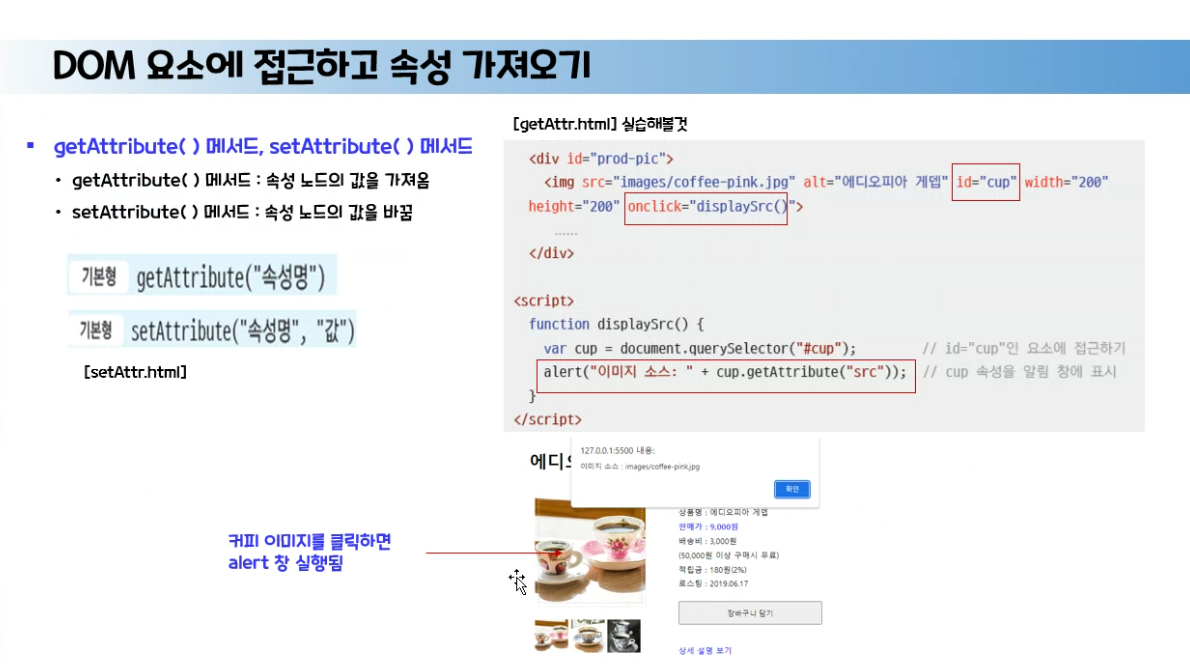 DOM 요소에 접근하고 속성 가져오기
▪ getAttribute( ) 메서드, setAttribute( ) 메서드
• getAttribute( ) 메서드 : 속성 노드의 값을 가져옴
• setAttribute( ) 메서드 : 속성 노드의 값을 바꿈
기본형 getAttribute("속성명")
기본형 setAttribute("속성명", "값")
[setAttr.html]
[getAttr.html] 실습해볼것
<div id="prod-pic">
<img src="images/coffee-pink.jpg" alt="에디오피아 게뎁" id="cup" width="200"
height="200" onclick="displaySrc()">
......
</div>
<script>
function displaySrc() {
var cup = document.querySelector("#cup"); // id="cup"인 요소에 접근하기
alert("이미지 소스: " + cup.getAttribute("src")); // cup 속성을 알림 창에 표시
}
</script>
에디오
127.0.0.1:5500 내용:
이미지 소스 : images/coffee-pink.jpg
확인
커피 이미지를 클릭하면
alert 창 실행됨
상품명 : 에디오피아 게뎁
판매가 : 9,000원
배송비 : 3,000원
(50,000원 이상 구매시 무료)
적립금 : 180원(2%)
로스팅 : 2019.06.17
장바구니 담기
상세 설명 보기